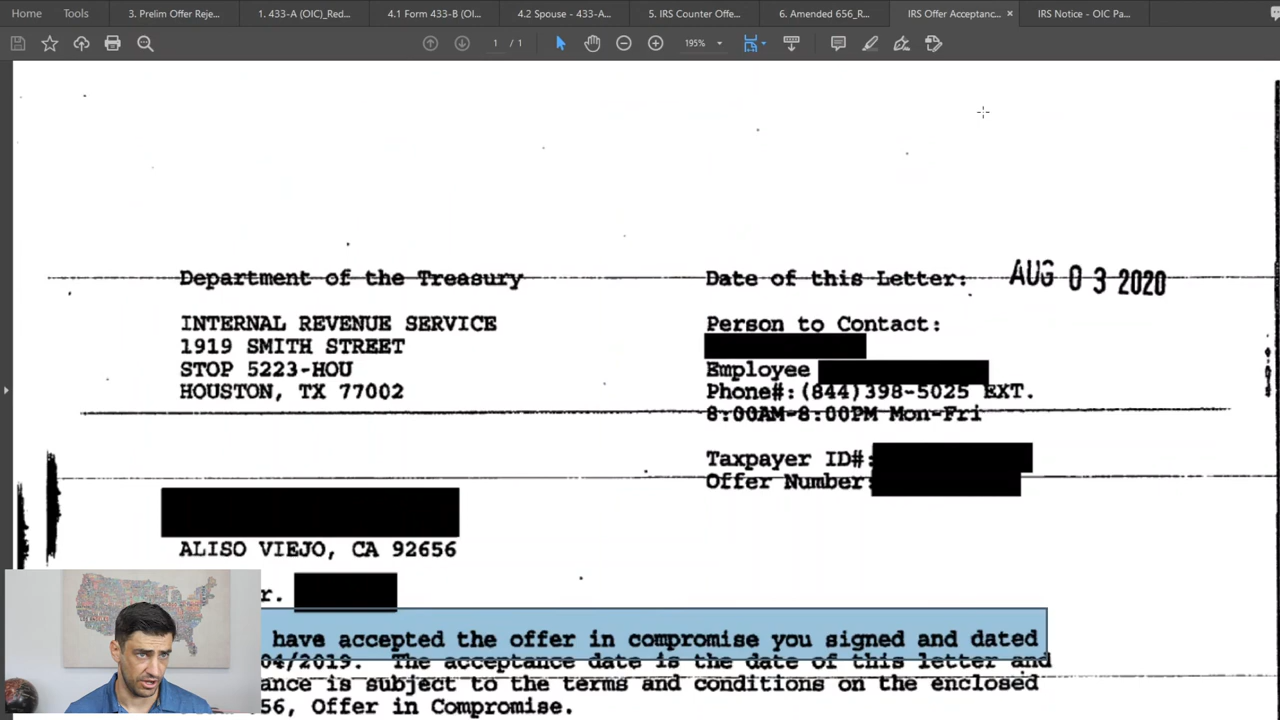 Home Tools 3. Prelim Offer Reje... 1. 433-A (OIC)_Red... 4.1 Form 433-B (OI... 4.2 Spouse - 433-A... 5. IRS Counter Offe... 6. Amended 656_R... IRS Offer Acceptanc... × IRS Notice - OIC Pa...
1 / 1 195%
Department of the Treasury
INTERNAL REVENUE SERVICE
1919 SMITH STREET
STOP 5223-HOU
HOUSTON, TX 77002
Date of this Letter: AUG 03 2020
Person to Contact:
Employee
Phone#:(844)398-5025 EXT.
8:00AM-8:00PM Mon-Fri
Taxpayer ID#:
Offer Number
ALISO VIEJO, CA 92656
r.
have accepted the offer in compromise you signed and dated
04/2019. The acceptance date is the date of this letter and
ance is subject to the terms and conditions on the enclosed
56, Offer in Compromise.